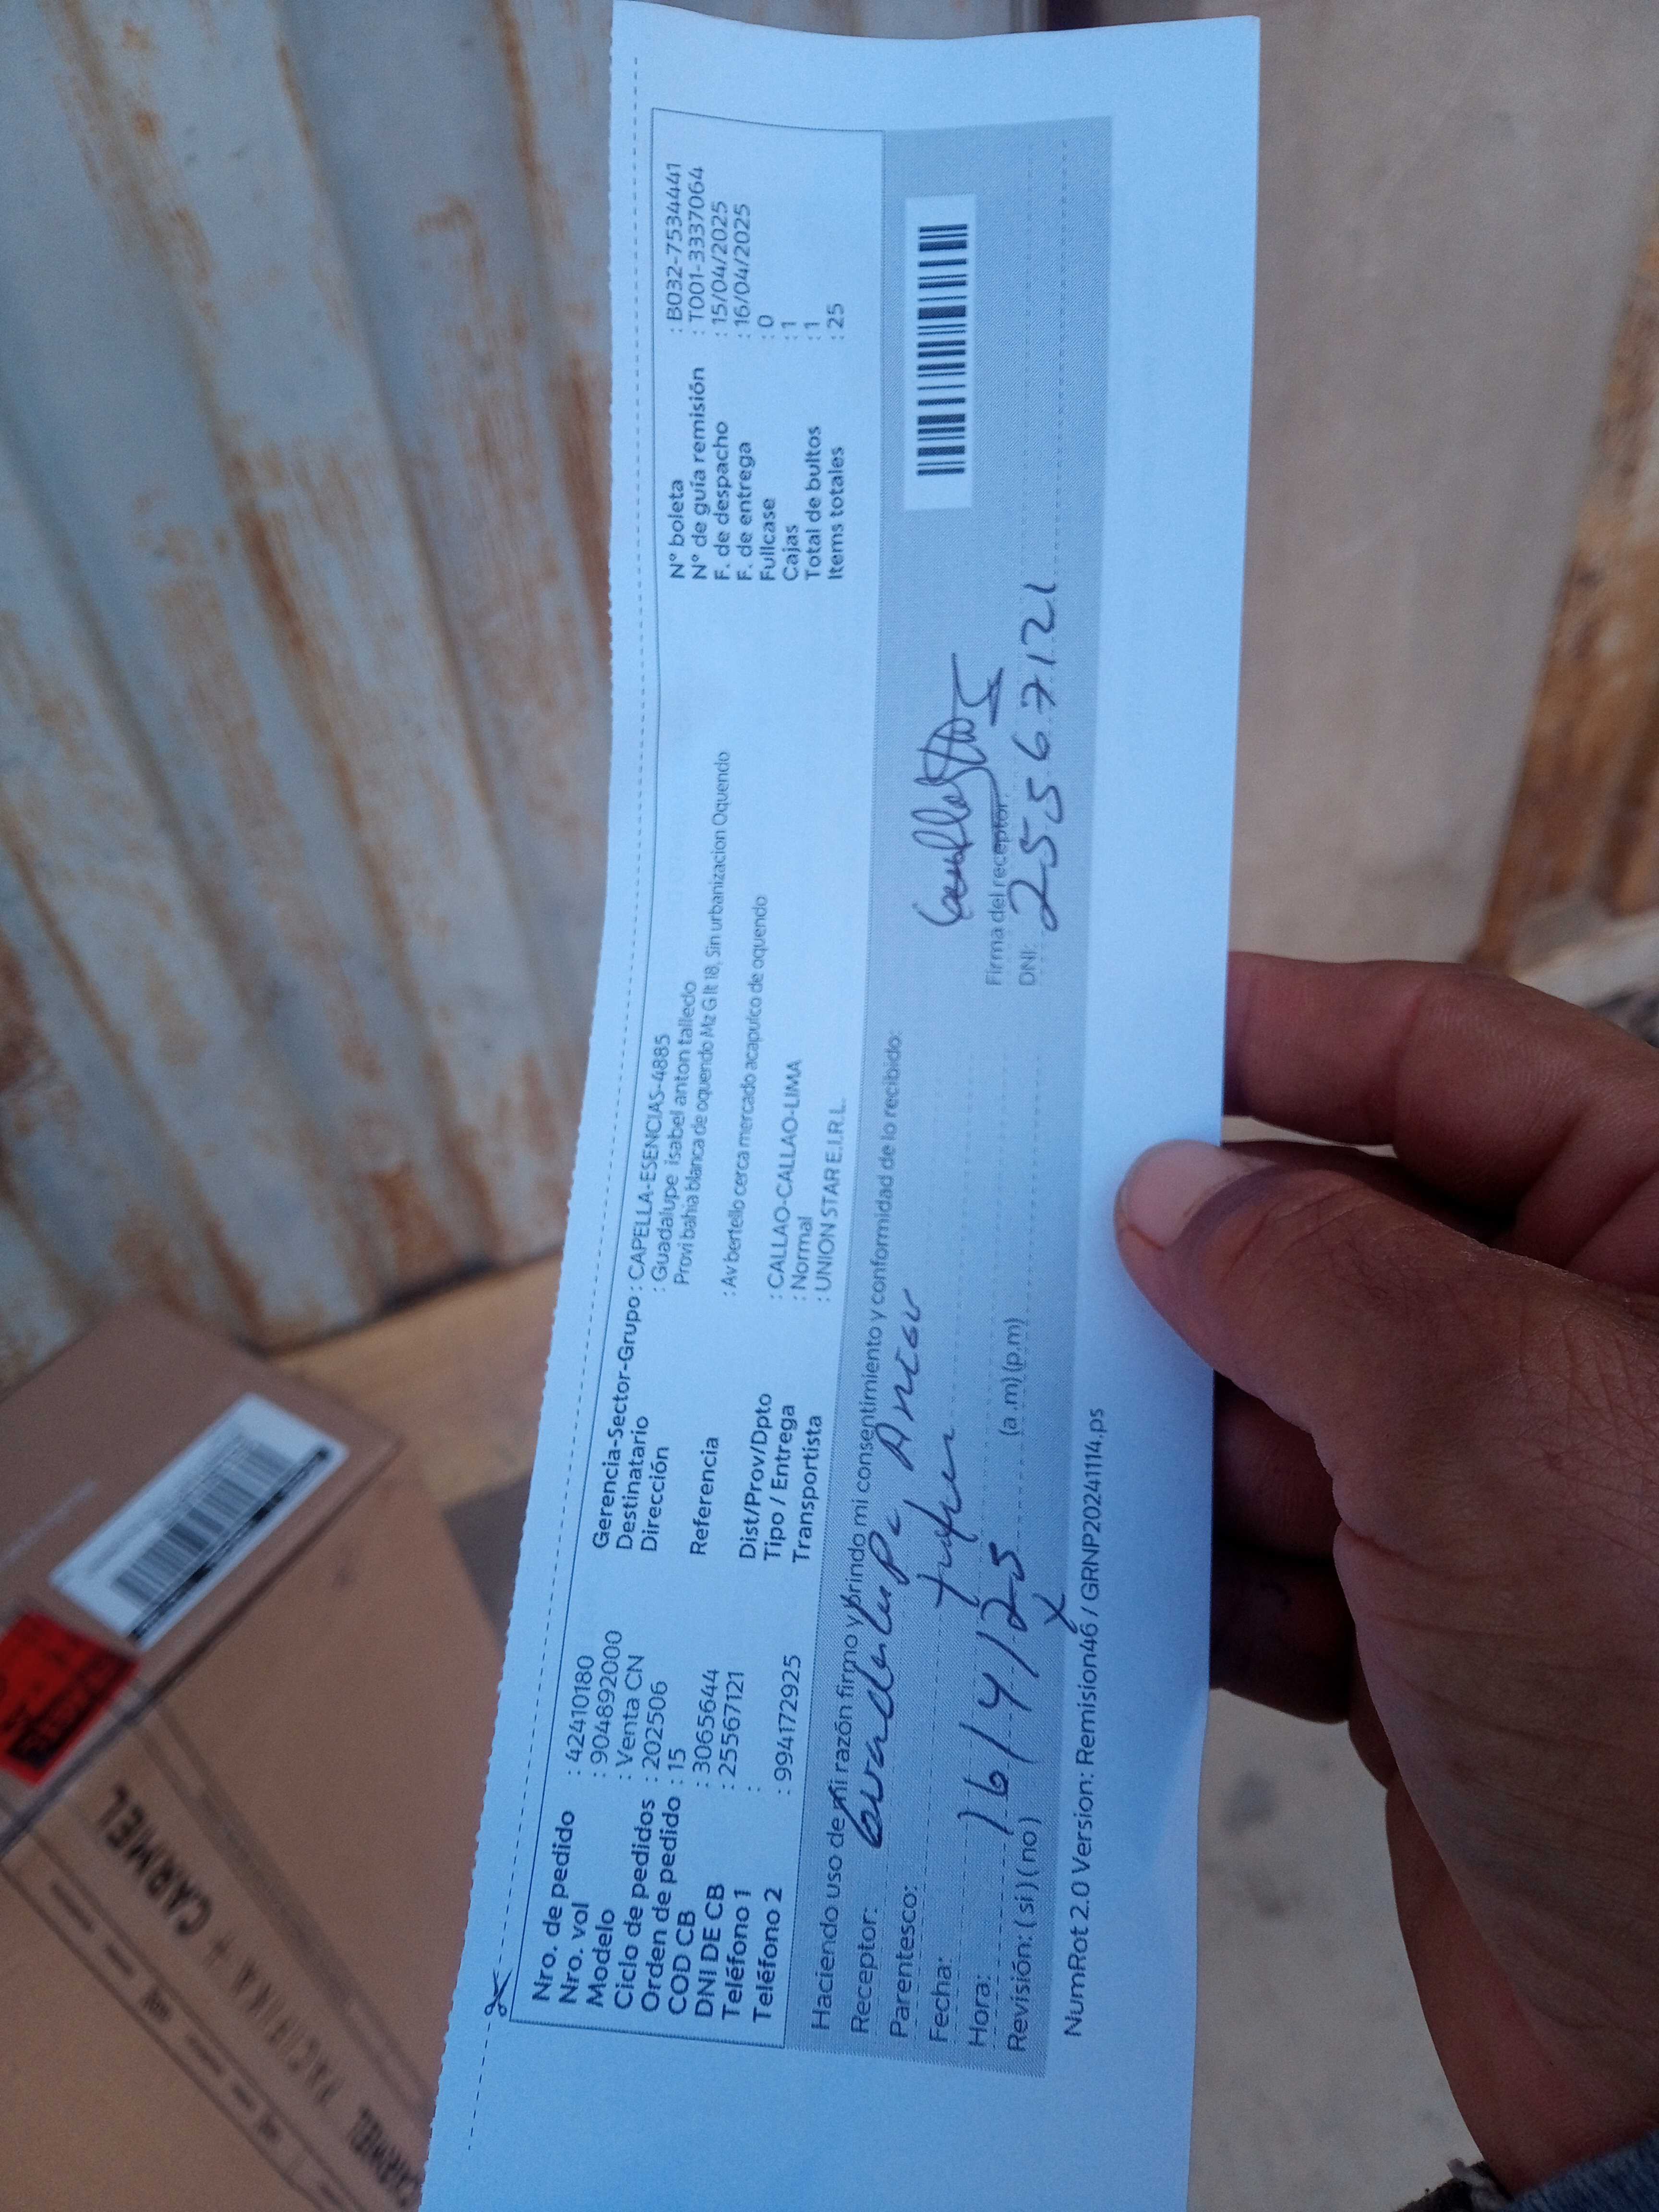 Nro. de pedido : 42410180
Nro. vol : 904892000
Modelo : Venta CN
Ciclo de pedidos : 202506
Orden de pedido : 15
COD CB : 3065644
DNI DE CB : 25567121
Teléfono 1 :
Teléfono 2 : 994172925
Gerencia-Sector-Grupo : CAPELLA-ESENCIAS-4885
Destinatario : Guadalupe isabel anton talledo
Dirección Provi bahia blanca de oquendo Mz G lt 18, Sin urbanizacion Oquendo
Referencia : Av bertello cerca mercado acapulco de oquendo
Dist/Prov/Dpto : CALLAO-CALLAO-LIMA
Tipo / Entrega : Normal
Transportista : UNION STAR E.I.R.L.
N° boleta : B032-7534441
N° de guía remisión : T001-3337064
F. de despacho : 15/04/2025
F. de entrega : 16/04/2025
Fullcase : 0
Cajas : 1
Total de bultos : 1
Items totales : 25
Haciendo uso de mi razón firmo y brindo mi consentimiento y conformidad de lo recibido:
Receptor: Guadalupe
Parentesco:
Fecha: 16/4/25
Hora: (a.m) (p.m)
Revisión: (si) (no) X
Firma del receptor:
DNI: 25567121
NumRot 2.0 Version: Remision46 / GRNP20241114.ps
CARMEL
PACIFIKA + CARMEL